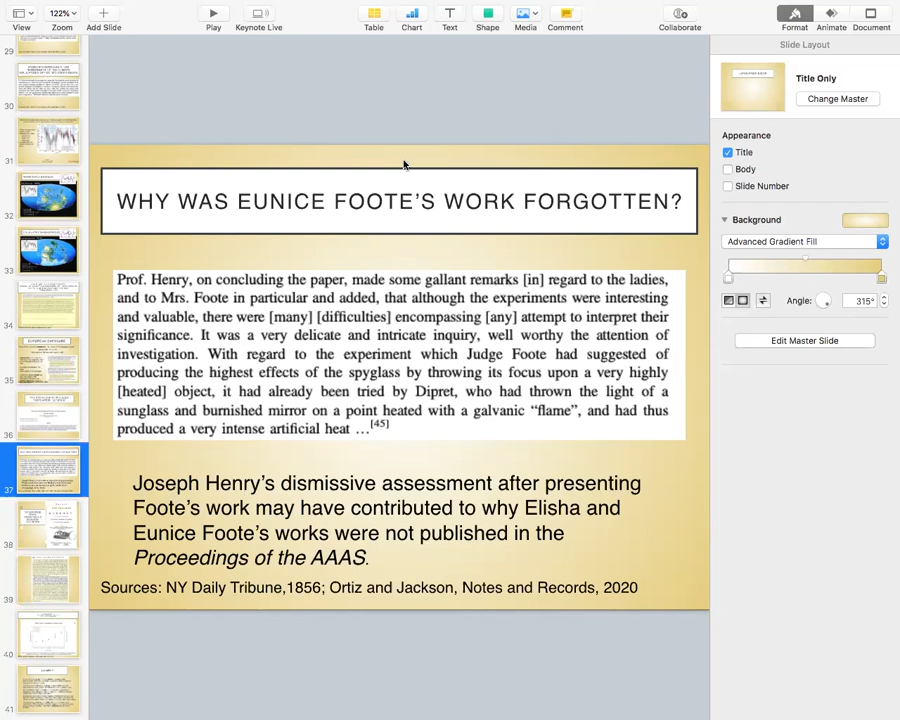 122%
View
Zoom
Add Slide
Play
Keynote Live
Table
Chart
Text
Shape
Media
Comment
Collaborate
Format
Animate
Document
29
30
31
32
33
34
35
36
37
38
39
40
41
WHY WAS EUNICE FOOTE'S WORK FORGOTTEN?
Prof. Henry, on concluding the paper, made some gallant remarks [in] regard to the ladies,
and to Mrs. Foote in particular and added, that although the experiments were interesting
and valuable, there were [many] [difficulties] encompassing [any] attempt to interpret their
significance. It was a very delicate and intricate inquiry, well worthy the attention of
investigation. With regard to the experiment which Judge Foote had suggested of
producing the highest effects of the spyglass by throwing its focus upon a very highly
[heated] object, it had already been tried by Dipret, who had thrown the light of a
sunglass and burnished mirror on a point heated with a galvanic “flame”, and had thus
produced a very intense artificial heat …[45]
Joseph Henry's dismissive assessment after presenting
Foote's work may have contributed to why Elisha and
Eunice Foote's works were not published in the
Proceedings of the AAAS.
Sources: NY Daily Tribune,1856; Ortiz and Jackson, Notes and Records, 2020
Slide Layout
Title Only
Change Master
Appearance
Title
Body
Slide Number
Background
Advanced Gradient Fill
Angle:
315°
Edit Master Slide